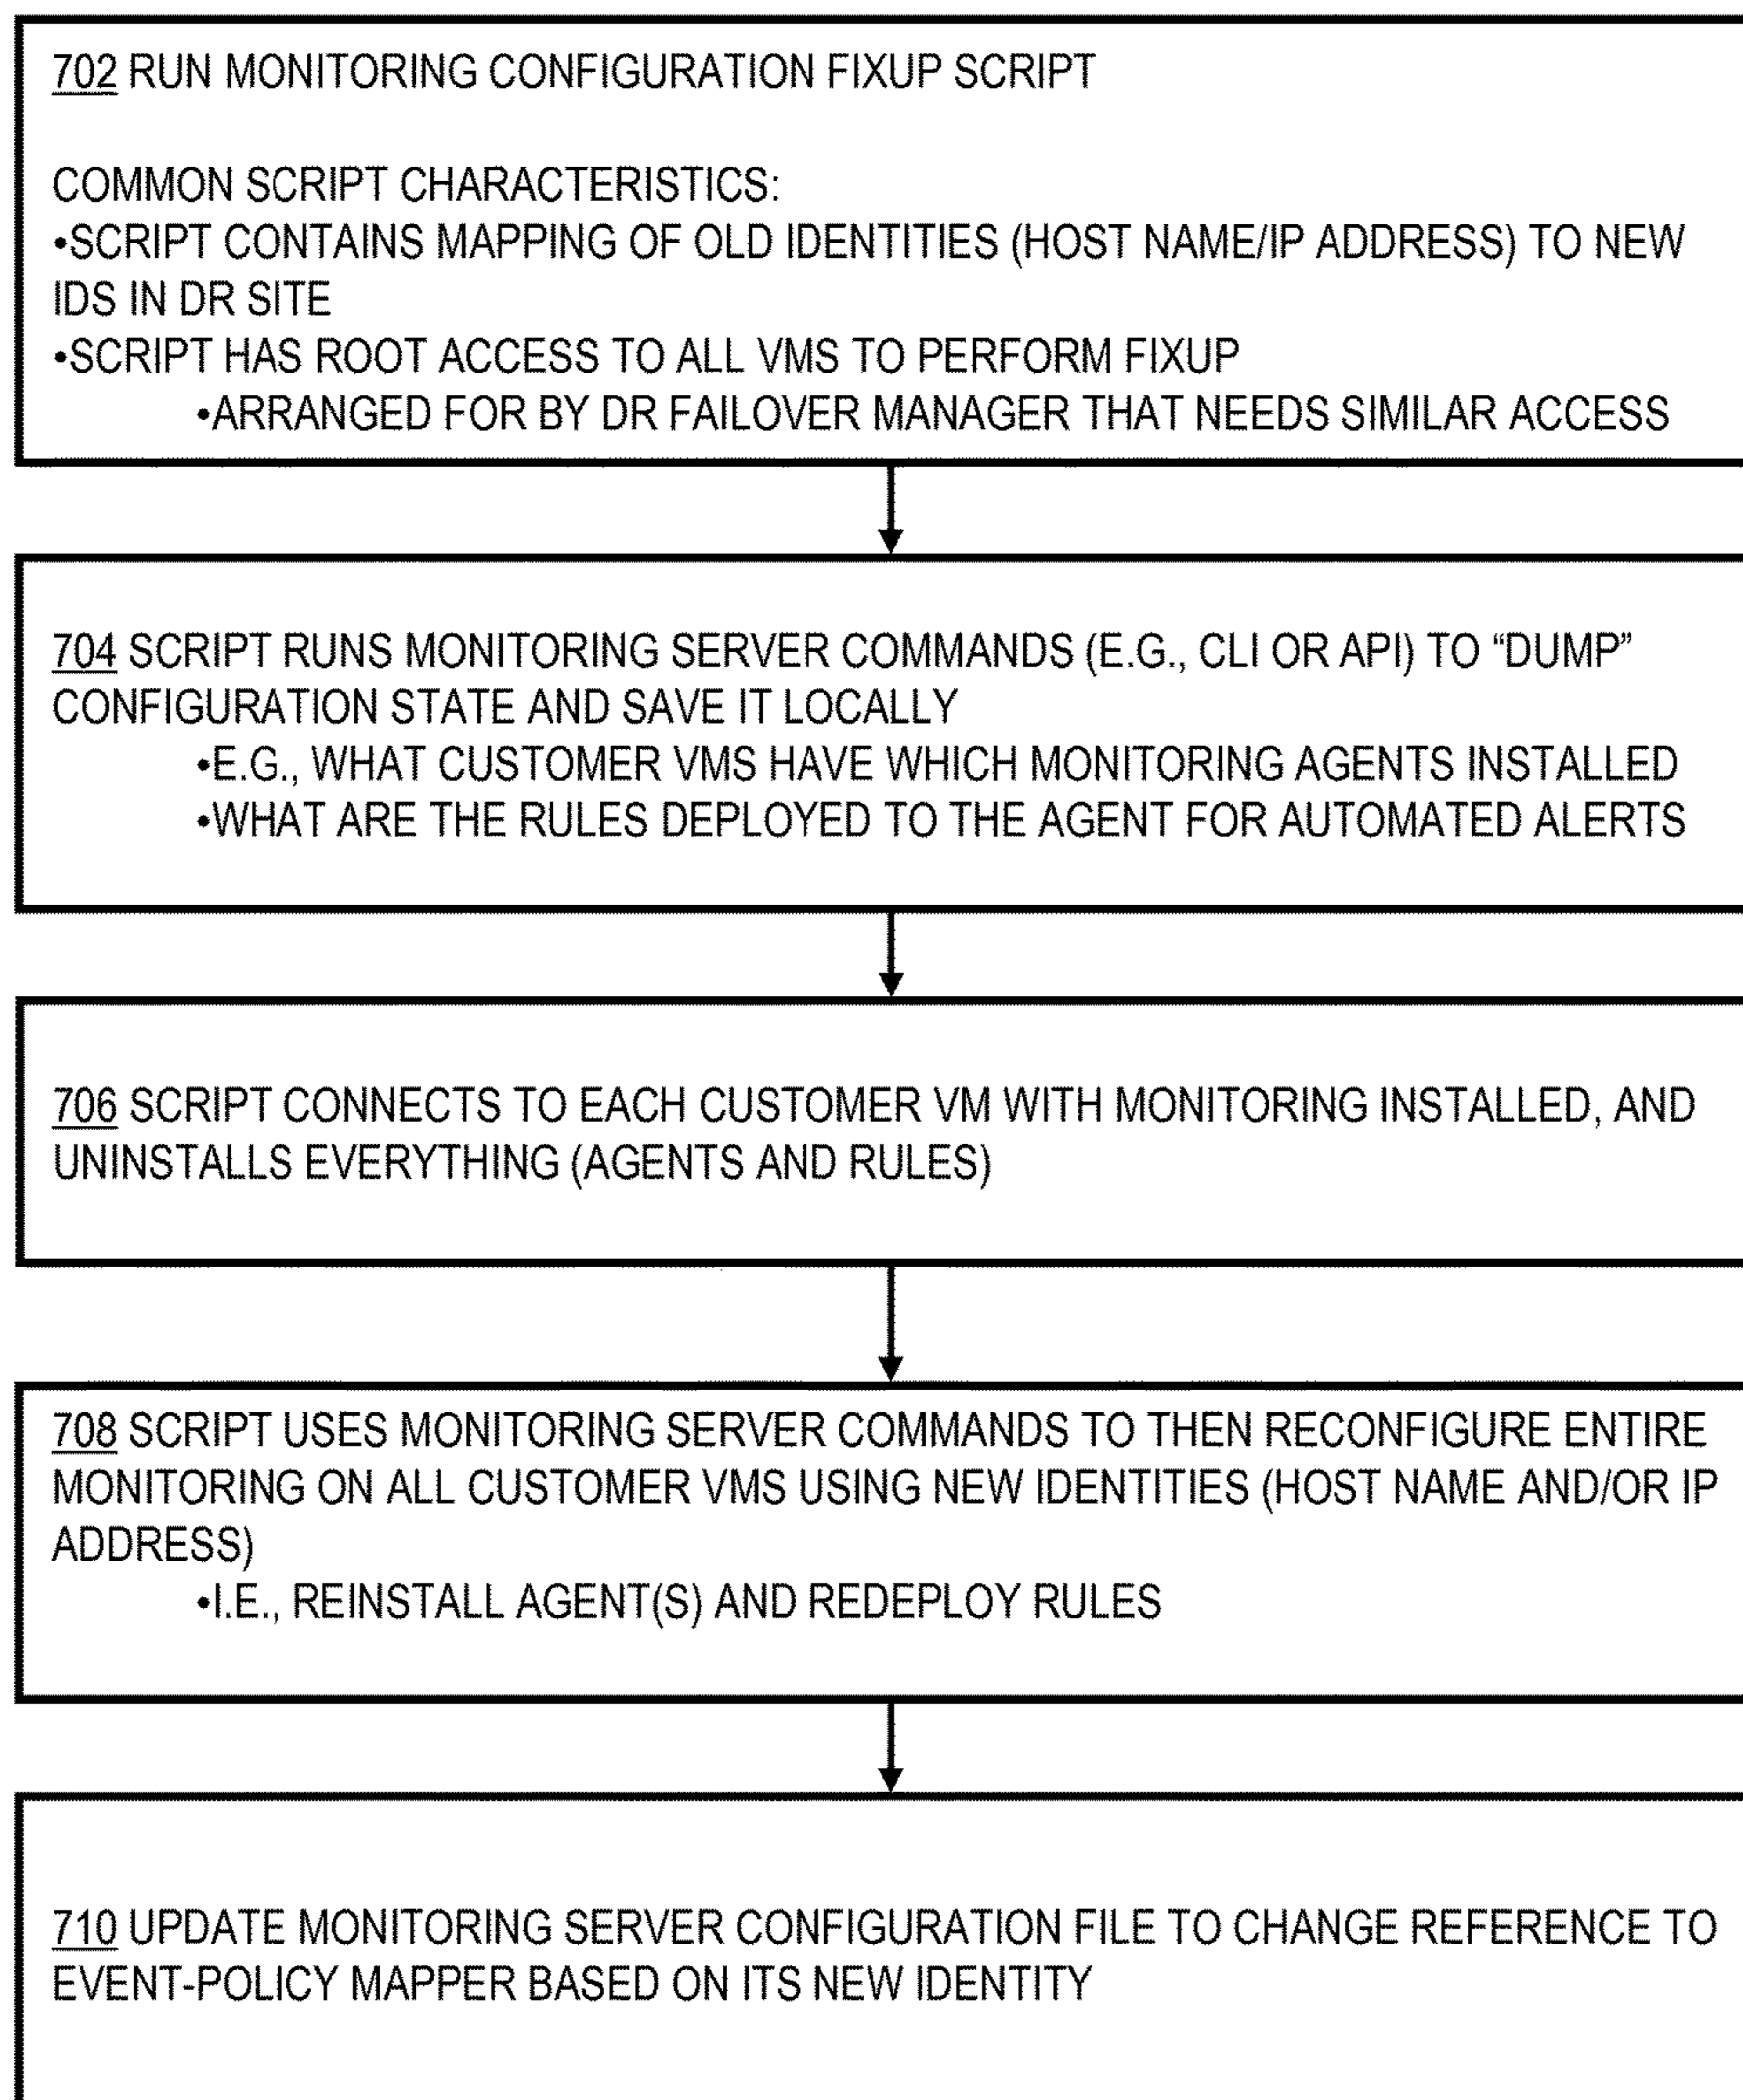 702 RUN MONITORING CONFIGURATION FIXUP SCRIPT
COMMON SCRIPT CHARACTERISTICS:
•SCRIPT CONTAINS MAPPING OF OLD IDENTITIES (HOST NAME/IP ADDRESS) TO NEW
IDS IN DR SITE
•SCRIPT HAS ROOT ACCESS TO ALL VMS TO PERFORM FIXUP
•ARRANGED FOR BY DR FAILOVER MANAGER THAT NEEDS SIMILAR ACCESS
704 SCRIPT RUNS MONITORING SERVER COMMANDS (E.G., CLI OR API) TO “DUMP”
CONFIGURATION STATE AND SAVE IT LOCALLY
•E.G., WHAT CUSTOMER VMS HAVE WHICH MONITORING AGENTS INSTALLED
•WHAT ARE THE RULES DEPLOYED TO THE AGENT FOR AUTOMATED ALERTS
706 SCRIPT CONNECTS TO EACH CUSTOMER VM WITH MONITORING INSTALLED, AND
UNINSTALLS EVERYTHING (AGENTS AND RULES)
708 SCRIPT USES MONITORING SERVER COMMANDS TO THEN RECONFIGURE ENTIRE
MONITORING ON ALL CUSTOMER VMS USING NEW IDENTITIES (HOST NAME AND/OR IP
ADDRESS)
•I.E., REINSTALL AGENT(S) AND REDEPLOY RULES
710 UPDATE MONITORING SERVER CONFIGURATION FILE TO CHANGE REFERENCE TO
EVENT-POLICY MAPPER BASED ON ITS NEW IDENTITY